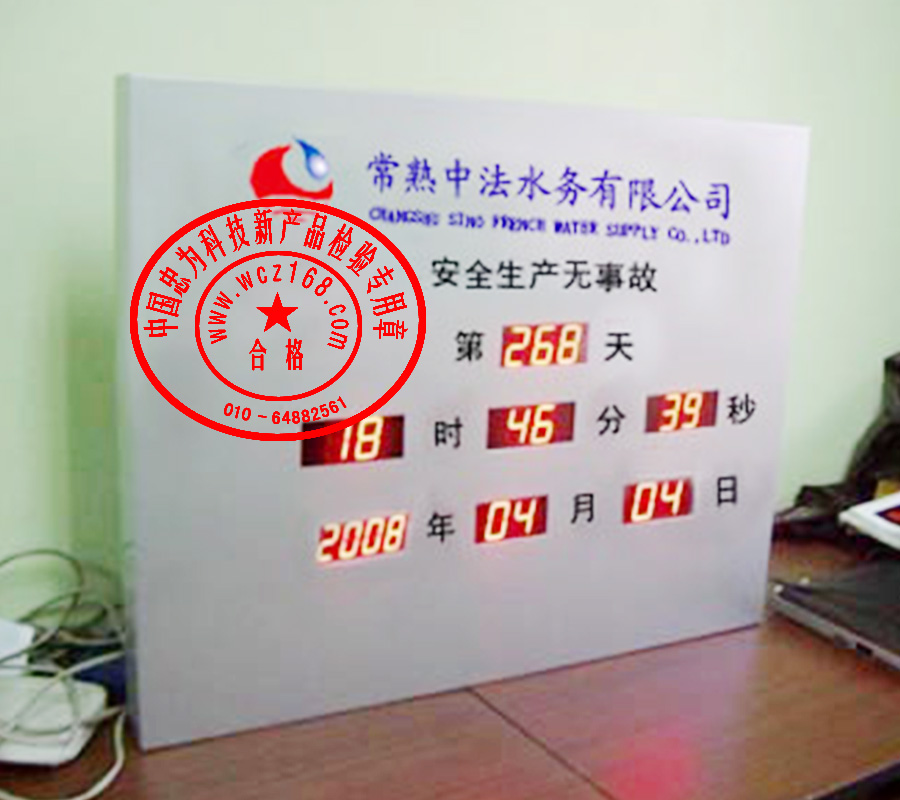 常熟中法水务有限公司
CHANGSHU SINO FRENCH WATER SUPPLY CO.,LTD
安全生产无事故
第 268 天
18 时 46 分 39 秒
2008 年 04 月 04 日
中国忠为科技新产品检验专用章
www.wcz168.com
合格
010-64882561